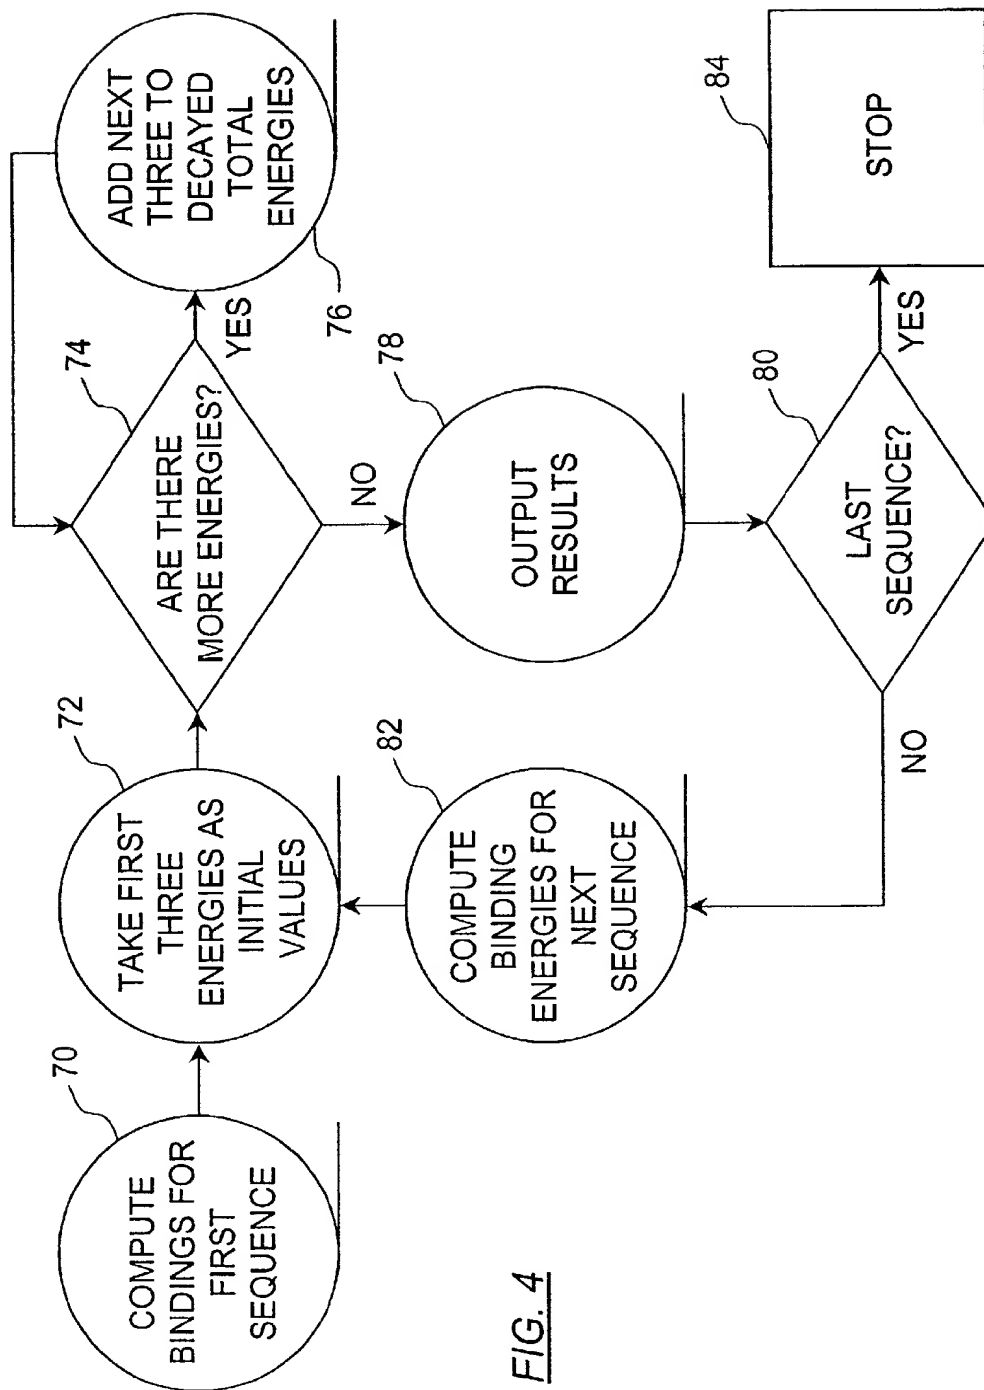 70
COMPUTE
BINDINGS FOR
FIRST
SEQUENCE
72
TAKE FIRST
THREE
ENERGIES AS
INITIAL
VALUES
74
ARE THERE
MORE ENERGIES?
YES
NO
76
ADD NEXT
THREE TO
DECAYED
TOTAL
ENERGIES
78
OUTPUT
RESULTS
80
LAST
SEQUENCE?
YES
NO
82
COMPUTE
BINDING
ENERGIES FOR
NEXT
SEQUENCE
84
STOP
FIG. 4